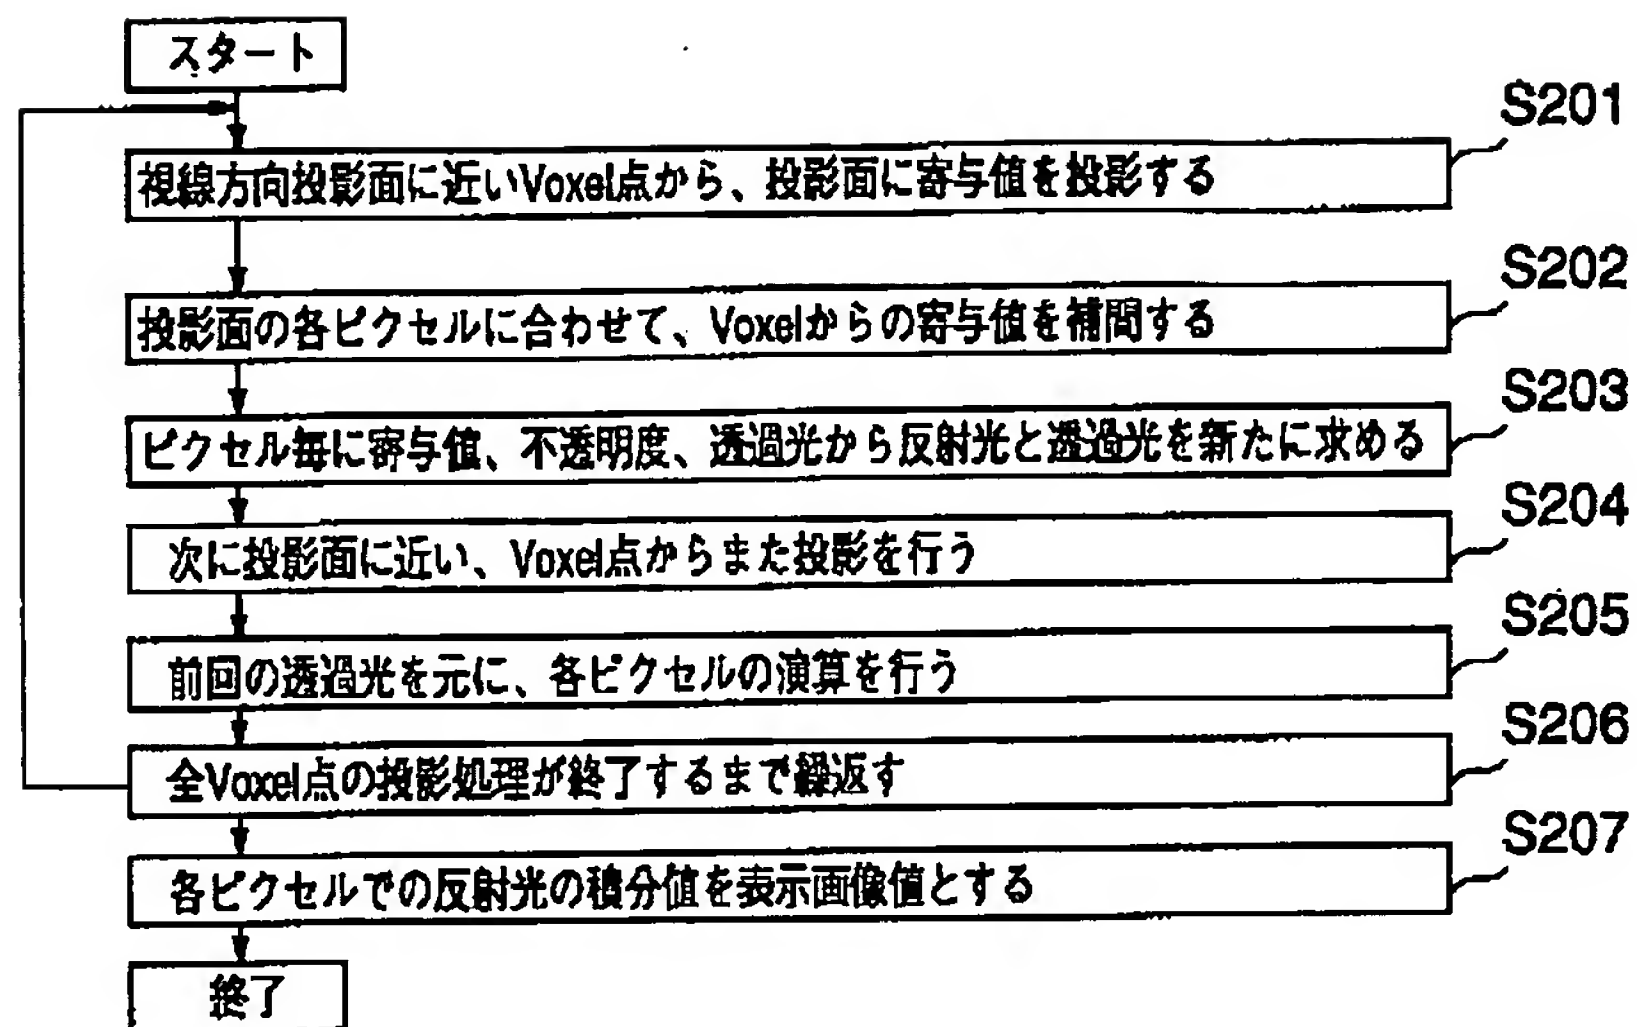 スタート
S201
視線方向投影面に近いVoxel点から、投影面に寄与値を投影する
S202
投影面の各ピクセルに合わせて、Voxelからの寄与値を補間する
S203
ピクセル毎に寄与値、不透明度、透過光から反射光と透過光を新たに求める
S204
次に投影面に近い、Voxel点からまた投影を行う
S205
前回の透過光を元に、各ピクセルの演算を行う
S206
全Voxel点の投影処理が終了するまで繰返す
S207
各ピクセルでの反射光の積分値を表示画像値とする
終了